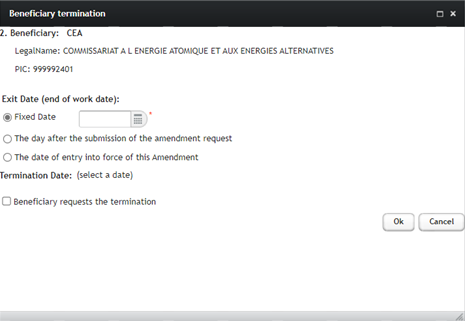 Beneficiary termination
2. Beneficiary: CEA
LegalName: COMMISSARIAT A L ENERGIE ATOMIQUE ET AUX ENERGIES ALTERNATIVES
PIC: 999992401
Exit Date (end of work date):
Fixed Date *
The day after the submission of the amendment request
The date of entry into force of this Amendment
Termination Date: (select a date)
Beneficiary requests the termination
Ok Cancel